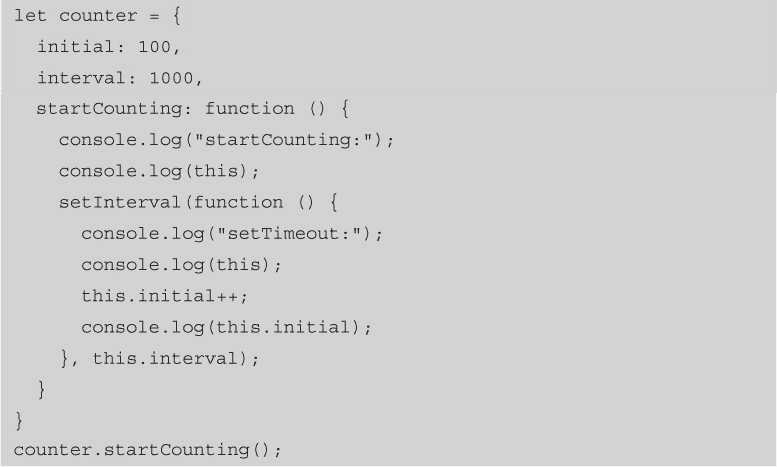 let counter = {
  initial: 100,
  interval: 1000,
  startCounting: function () {
    console.log("startCounting:");
    console.log(this);
    setInterval(function () {
      console.log("setTimeout:");
      console.log(this);
      this.initial++;
      console.log(this.initial);
    }, this.interval);
  }
}
counter.startCounting();